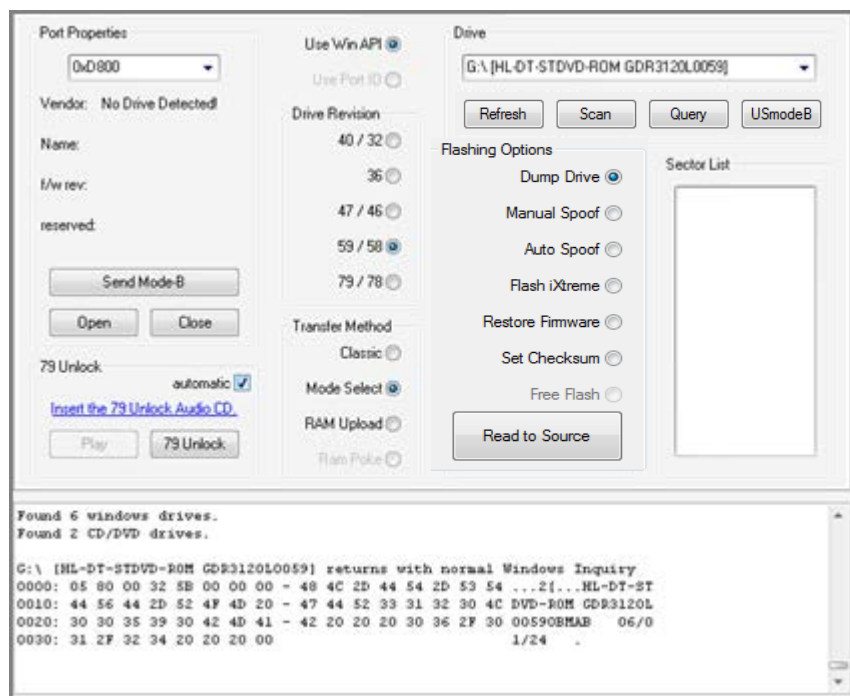 Port Properties
0xD800
Vendor: No Drive Detected!
Name:
f/w rev:
reserved:
Send Mode-B
Open Close
79 Unlock
automatic
Insert the 79 Unlock Audio CD.
Play 79 Unlock
Use Win API
Use Port IO
Drive Revision
40 / 32
36
47 / 46
59 / 58
79 / 78
Transfer Method
Classic
Mode Select
RAM Upload
Ram Poke
Drive
G:\ [HL-DT-STDVD-ROM GDR3120L0059]
Refresh Scan Query USmodeB
Flashing Options
Dump Drive
Manual Spoof
Auto Spoof
Flash iXtreme
Restore Firmware
Set Checksum
Free Flash
Read to Source
Sector List
Found 6 windows drives.
Found 2 CD/DVD drives.
G:\ [HL-DT-STDVD-ROM GDR3120L0059] returns with normal Windows Inquiry
0000: 05 80 00 32 5B 00 00 00 - 48 4C 2D 44 54 2D 53 54 ...2[...HL-DT-ST
0010: 44 56 44 2D 52 4F 4D 20 - 47 44 52 33 31 32 30 4C DVD-ROM GDR3120L
0020: 30 30 35 39 30 42 4D 41 - 42 20 20 20 30 36 2F 30 00590BMAB   06/0
0030: 31 2F 32 34 20 20 20 00 1/24   .